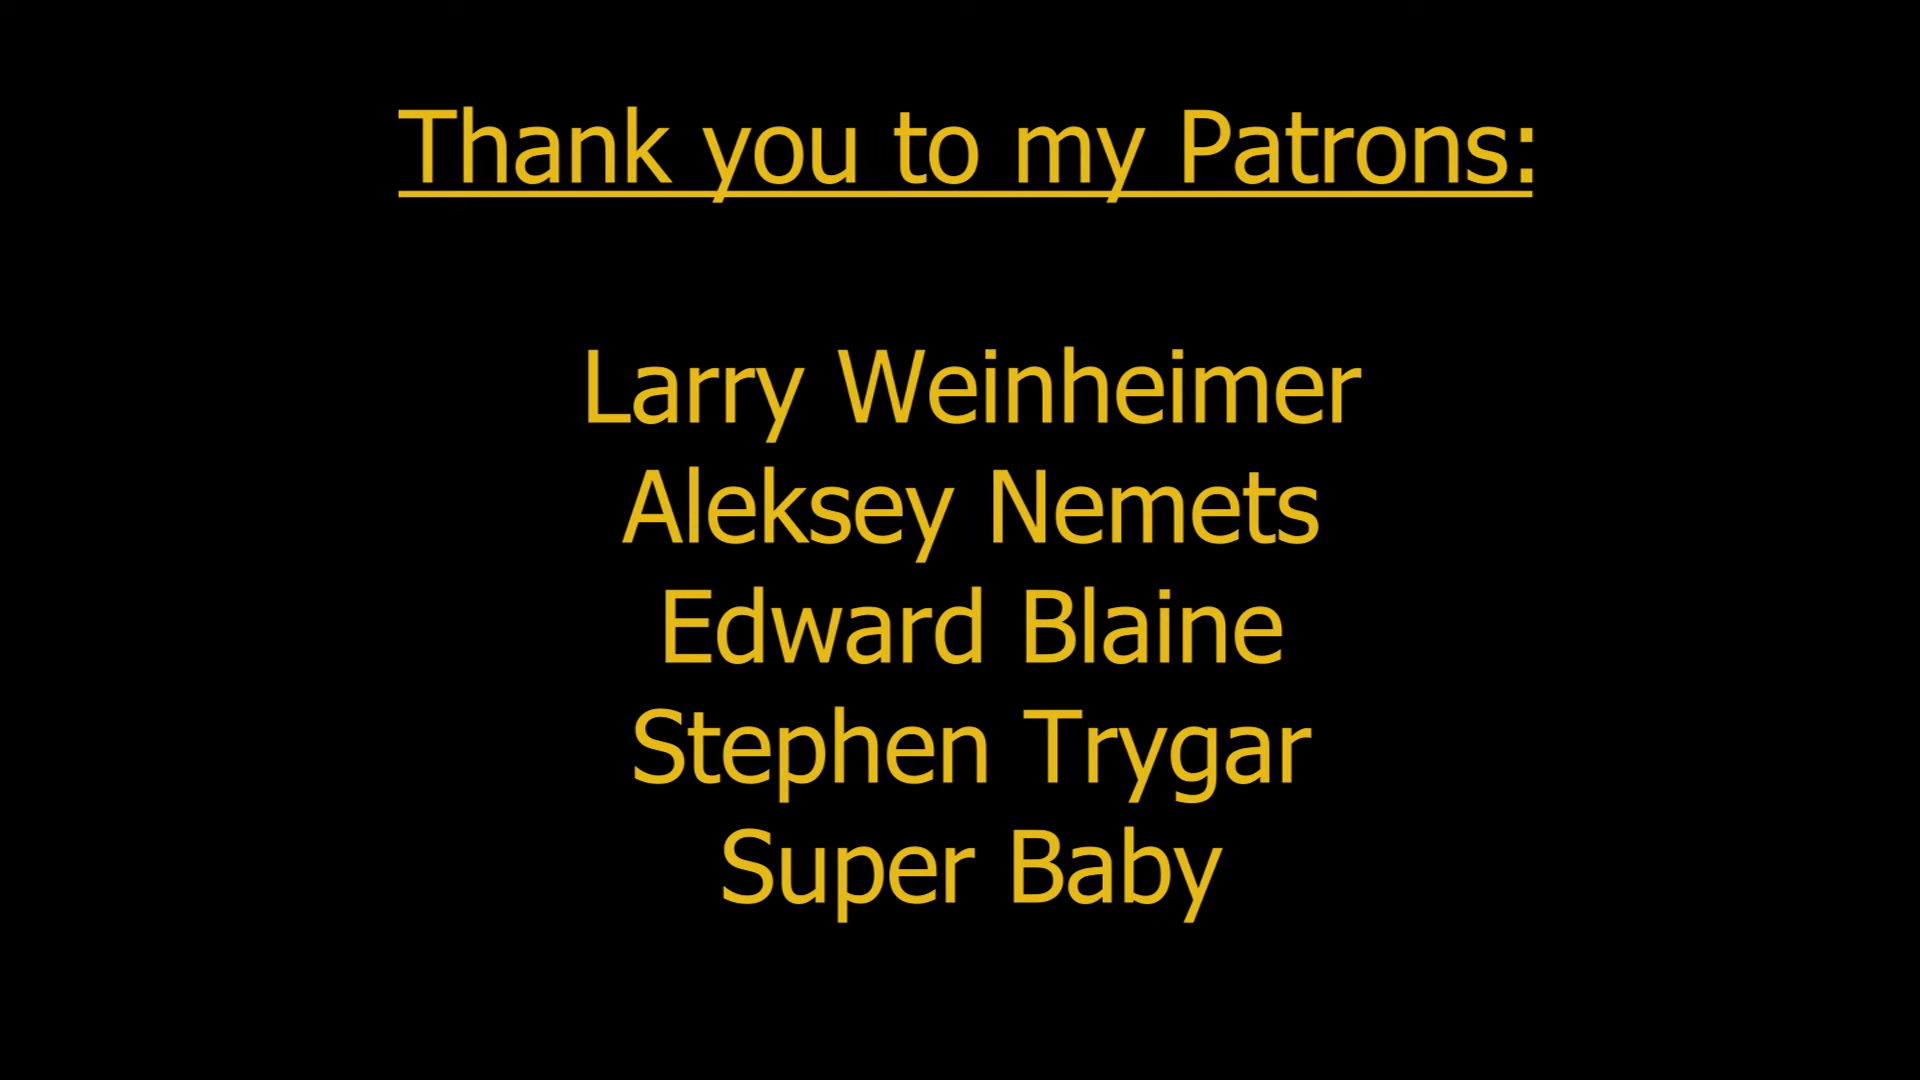 Thank you to my Patrons:
Larry Weinheimer
Aleksey Nemets
Edward Blaine
Stephen Trygar
Super Baby